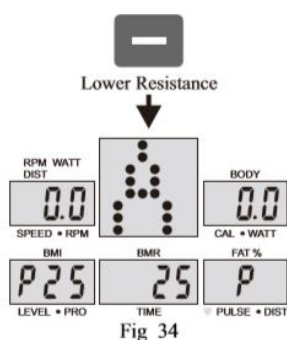 Lower Resistance
RPM WATT
DIST
BODY
A
0.0
0.0
SPEED • RPM
CAL • WATT
BMI
BMR
FAT %
P25
25
P
LEVEL • PRO
TIME
♥ PULSE • DIST
Fig 34